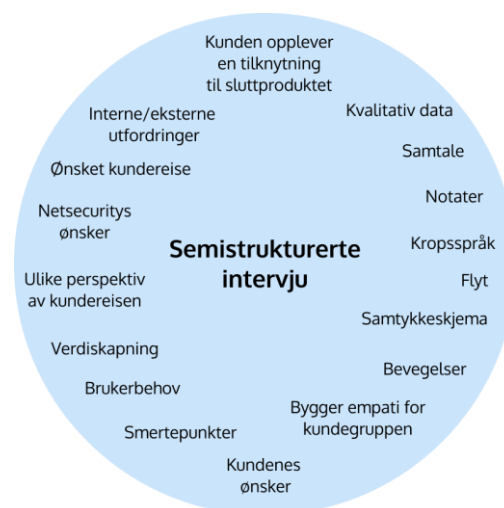 Kunden opplever
en tilknytning
til sluttproduktet
Interne/eksterne
utfordringer
Ønsket kundereise
Netsecuritys
ønsker
Ulike perspektiv
av kundereisen
Verdiskapning
Brukerbehov
Smertepunkter
Kundenes
ønsker
Semistrukturerte
intervju
Kvalitativ data
Samtale
Notater
Kropsspråk
Flyt
Samtykkeskjema
Bevegelser
Bygger empati for
kundegruppen